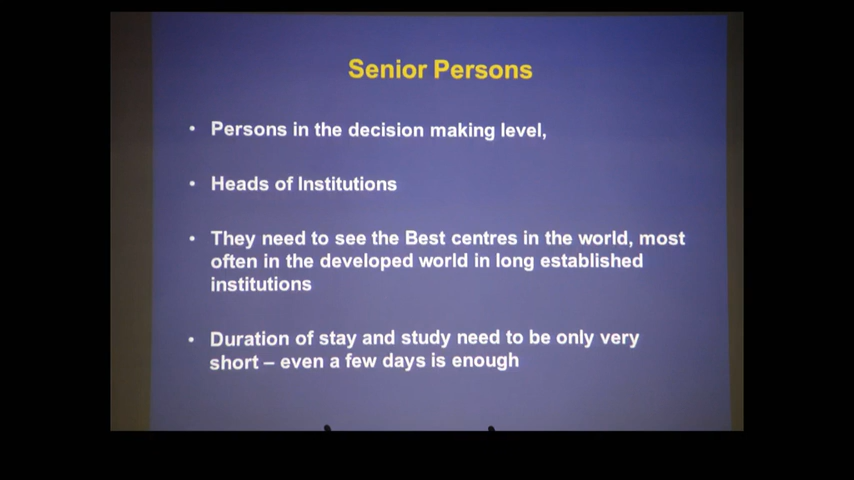 Senior Persons
• Persons in the decision making level,
• Heads of Institutions
• They need to see the Best centres in the world, most
often in the developed world in long established
institutions
• Duration of stay and study need to be only very
short – even a few days is enough